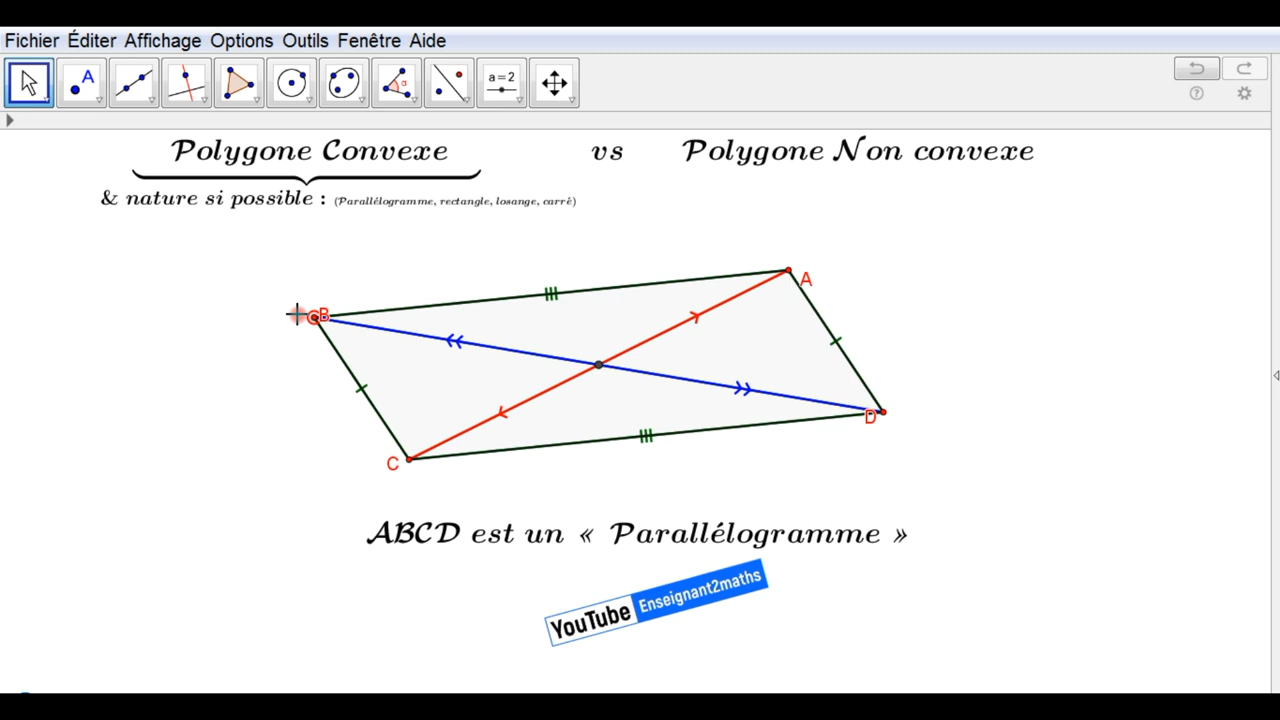 Fichier Éditer Affichage Options Outils Fenêtre Aide
A
α
a=2
Polygone Convexe vs Polygone Non convexe
& nature si possible : (Parallélogramme, rectangle, losange, carré)
A
B
D
C
ABCD est un « Parallélogramme »
YouTube Enseignant2maths